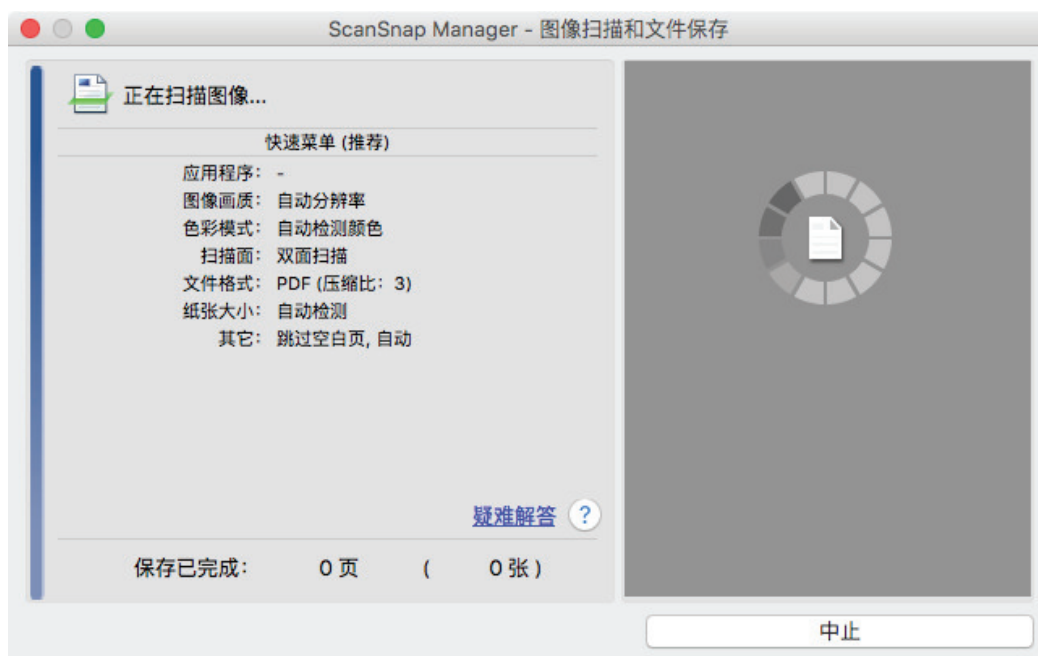 ScanSnap Manager - 图像扫描和文件保存
正在扫描图像...
快速菜单 (推荐)
应用程序: -
图像画质: 自动分辨率
色彩模式: 自动检测颜色
扫描面: 双面扫描
文件格式: PDF (压缩比: 3)
纸张大小: 自动检测
其它: 跳过空白页, 自动
疑难解答 ?
保存已完成: 0 页 ( 0 张 )
中止